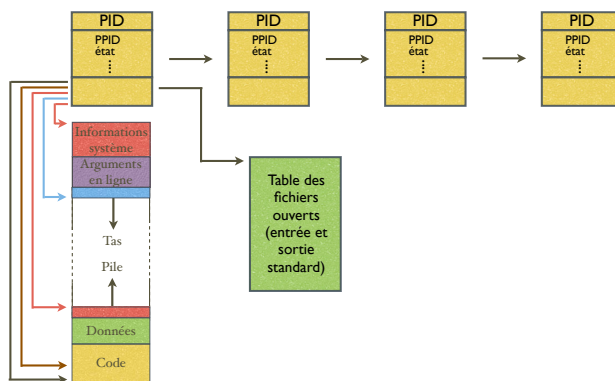 PID
PPID
état
...
PID
PPID
état
...
PID
PPID
état
...
PID
PPID
état
...
Informations
système
Arguments
en ligne
Tas
Pile
Données
Code
Table des
fichiers
ouverts
(entrée et
sortie
standard)